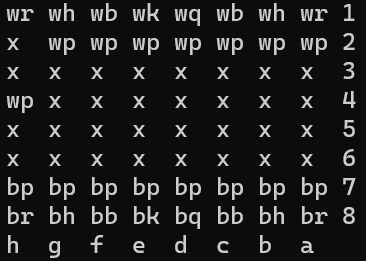 wr wh wb wk wq wb wh wr 1
x wp wp wp wp wp wp wp 2
x x x x x x x x 3
wp x x x x x x x 4
x x x x x x x x 5
x x x x x x x x 6
bp bp bp bp bp bp bp bp 7
br bh bb bk bq bb bh br 8
h g f e d c b a